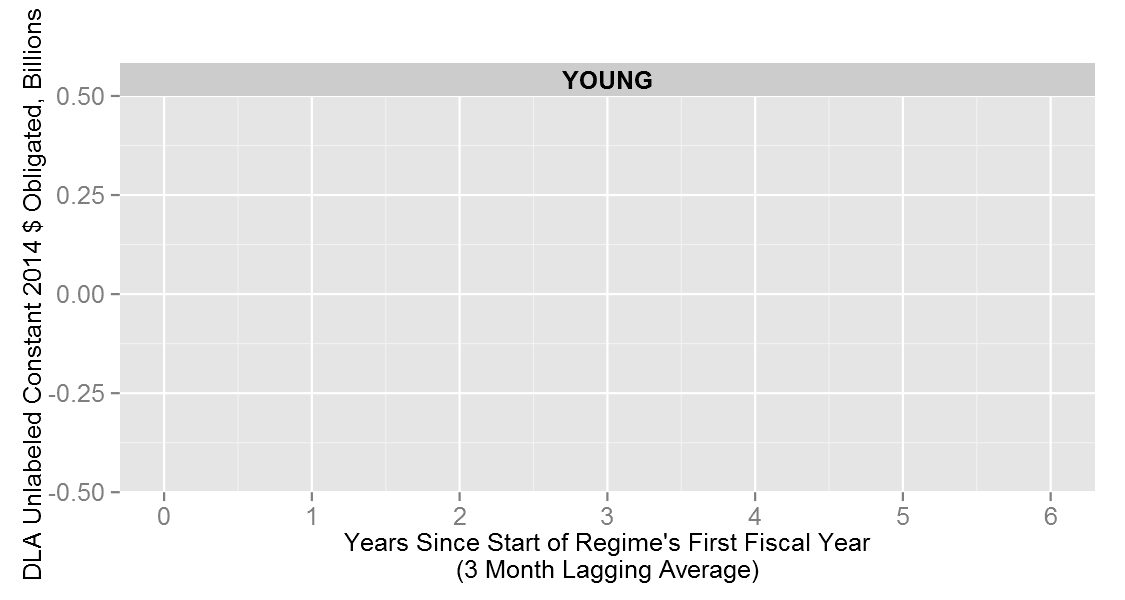 YOUNG
DLA Unlabeled Constant 2014 $ Obligated, Billions
0.50
0.25
0.00
-0.25
-0.50
0 1 2 3 4 5 6
Years Since Start of Regime's First Fiscal Year
(3 Month Lagging Average)